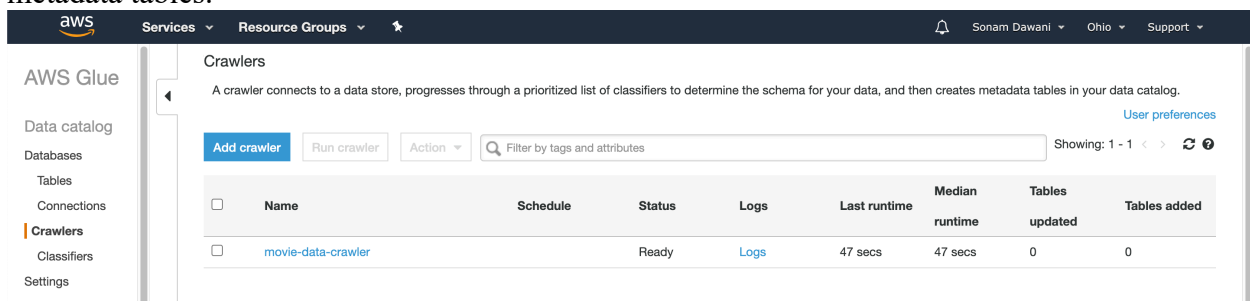 metadata tables.
aws Services Resource Groups Sonam Dawani Ohio Support
AWS Glue
Data catalog
Databases
Tables
Connections
Crawlers
Classifiers
Settings
Crawlers
A crawler connects to a data store, progresses through a prioritized list of classifiers to determine the schema for your data, and then creates metadata tables in your data catalog.
User preferences
Add crawler Run crawler Action Filter by tags and attributes Showing: 1 - 1 < >
Name Schedule Status Logs Last runtime Median runtime Tables updated Tables added
movie-data-crawler Ready Logs 47 secs 47 secs 0 0